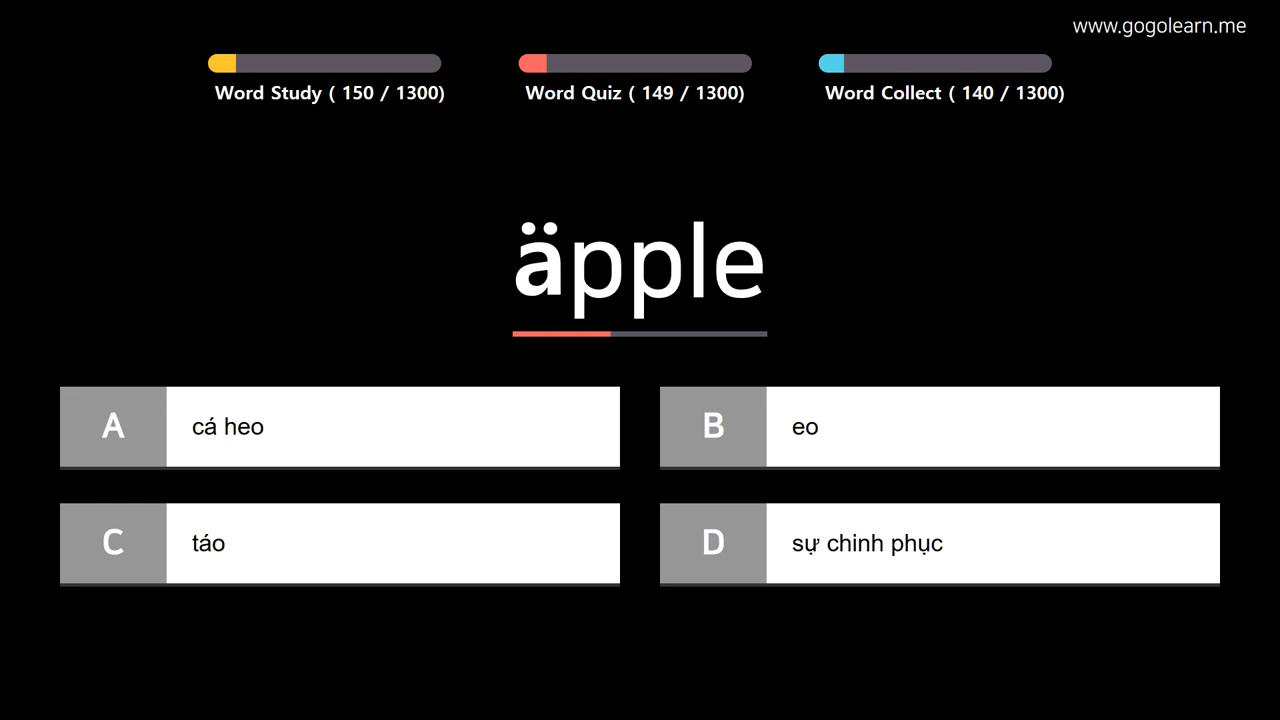 www.gogolearn.me
Word Study ( 150 / 1300)
Word Quiz ( 149 / 1300)
Word Collect ( 140 / 1300)
äpple
A
cá heo
B
eo
C
táo
D
sự chinh phục